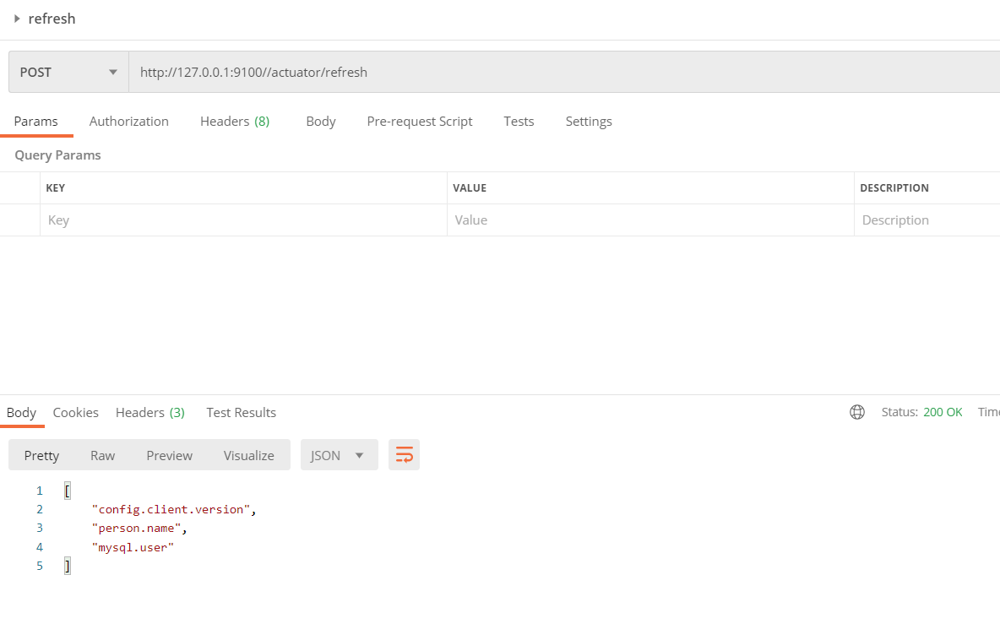 refresh
POST http://127.0.0.1:9100//actuator/refresh
Params Authorization Headers (8) Body Pre-request Script Tests Settings
Query Params
KEY VALUE DESCRIPTION
Key Value Description
Body Cookies Headers (3) Test Results Status: 200 OK Time
Pretty Raw Preview Visualize JSON
1 [
2 "config.client.version",
3 "person.name",
4 "mysql.user"
5 ]